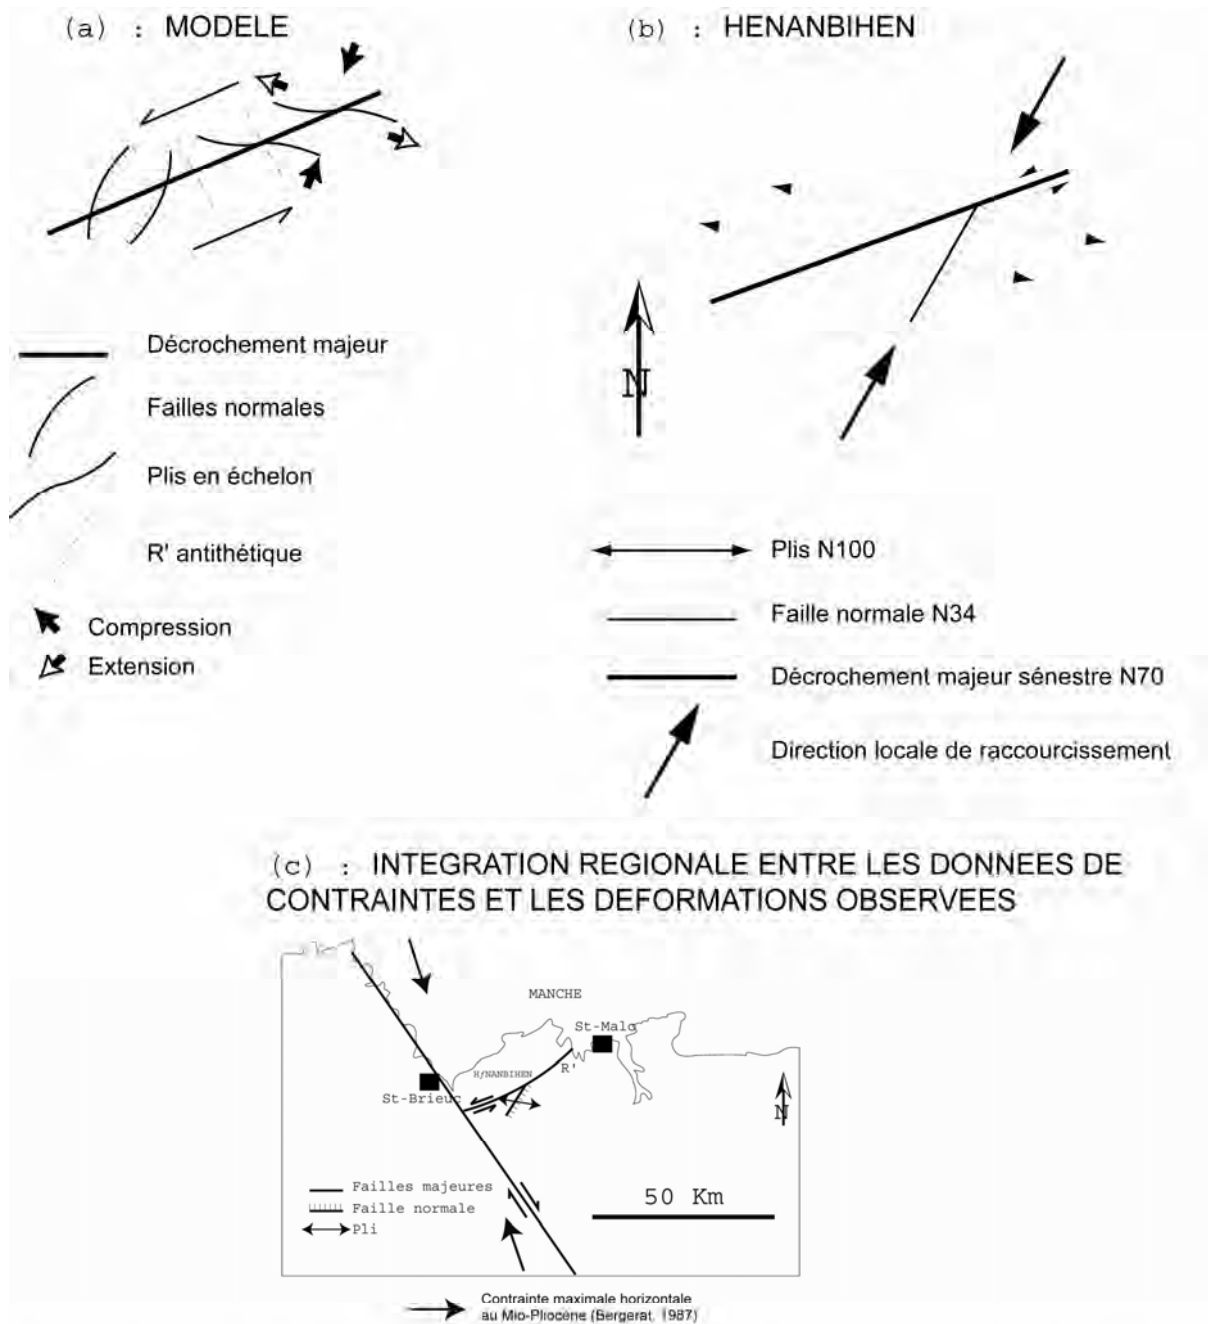 (a) : MODELE
(b) : HENANBIHEN
N
Décrochement majeur
Failles normales
Plis en échelon
R' antithétique
Compression
Extension
Plis N100
Faille normale N34
Décrochement majeur sénestre N70
Direction locale de raccourcissement
(c) : INTEGRATION REGIONALE ENTRE LES DONNEES DE
CONTRAINTES ET LES DEFORMATIONS OBSERVEES
MANCHE
St-Malo
HƒNANBIHEN
R'
St-Brieuc
N
Failles majeures
Faille normale
Pli
50 Km
Contrainte maximale horizontale
au Mio-Pliocène (Bergerat, 1987)